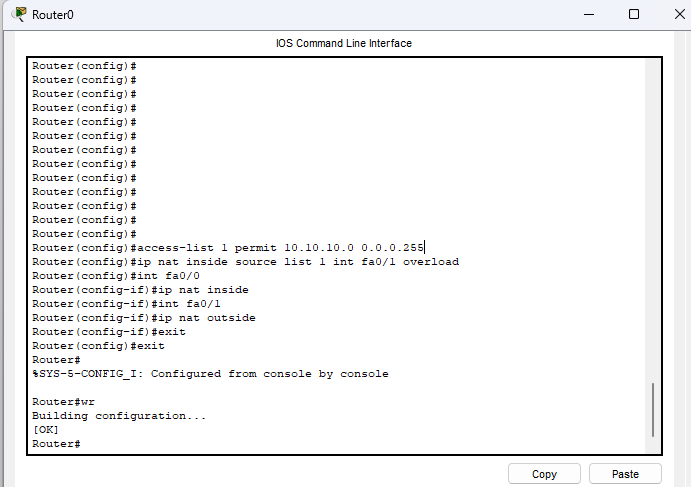 Router0
IOS Command Line Interface
Router(config)#
Router(config)#
Router(config)#
Router(config)#
Router(config)#
Router(config)#
Router(config)#
Router(config)#
Router(config)#
Router(config)#
Router(config)#
Router(config)#
Router(config)#
Router(config)#access-list 1 permit 10.10.10.0 0.0.0.255
Router(config)#ip nat inside source list 1 int fa0/1 overload
Router(config)#int fa0/0
Router(config-if)#ip nat inside
Router(config-if)#int fa0/1
Router(config-if)#ip nat outside
Router(config-if)#exit
Router(config)#exit
Router#
%SYS-5-CONFIG_I: Configured from console by console
Router#wr
Building configuration...
[OK]
Router#
Copy
Paste